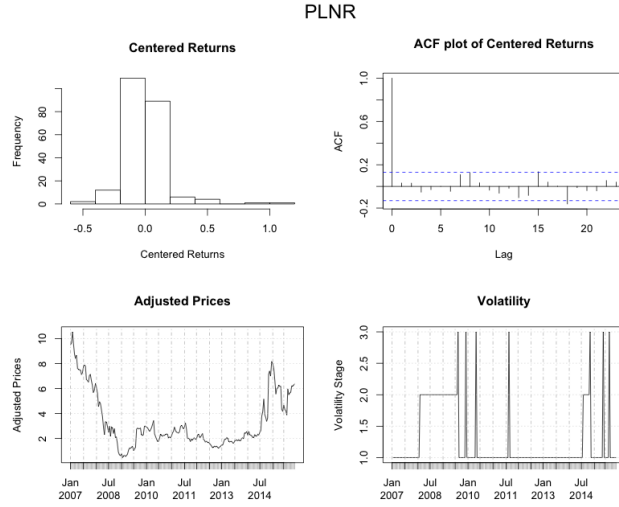 PLNR
Centered Returns
Frequency
0 20 40 60 80
-0.5 0.0 0.5 1.0
Centered Returns
ACF plot of Centered Returns
ACF
-0.2 0.2 0.6 1.0
0 5 10 15 20
Lag
Adjusted Prices
Adjusted Prices
2 4 6 8 10
Jan 2007
Jul 2008
Jan 2010
Jul 2011
Jan 2013
Jul 2014
Volatility
Volatility Stage
1.0 1.5 2.0 2.5 3.0
Jan 2007
Jul 2008
Jan 2010
Jul 2011
Jan 2013
Jul 2014